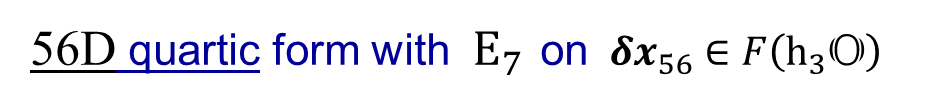 56D quartic form with E₇ on δx₅₆ ∈ F(h₃𝕆)